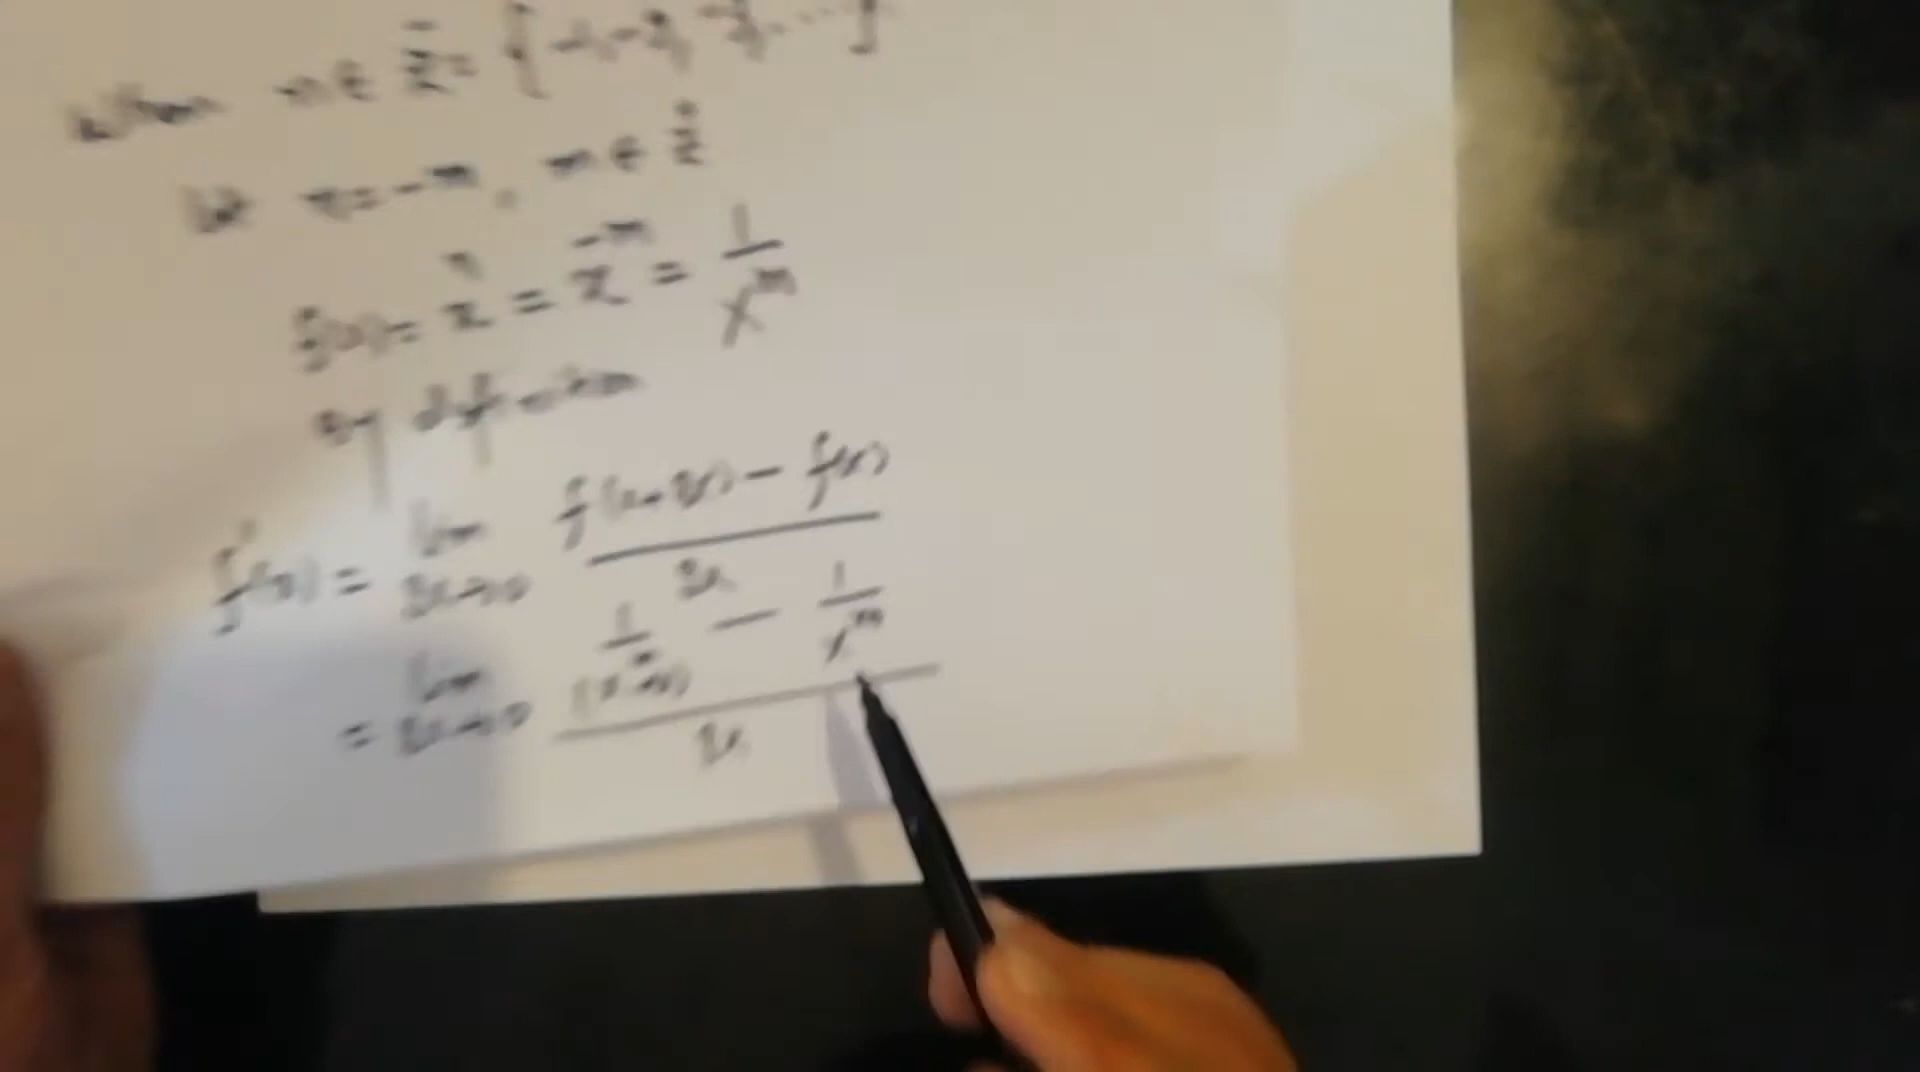 when n ∈ Z⁻ = {-1, -2, -3, ...}
let n = -m, m ∈ Z⁺
f(x) = xⁿ = x⁻ᵐ = 1/xᵐ
By definition
f'(x) = lim δx→0 (f(x+δx) - f(x))/δx
= lim δx→0 (1/(x+δx)ᵐ - 1/xᵐ)/δx